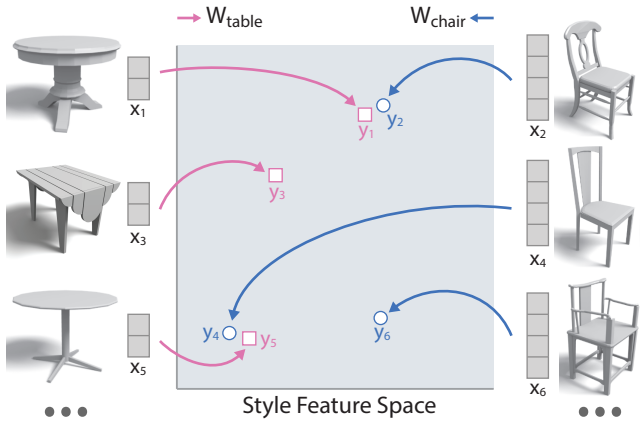 W_table
W_chair
x₁
y₁
y₂
x₂
y₃
x₃
x₄
y₄
y₅
y₆
x₅
x₆
Style Feature Space